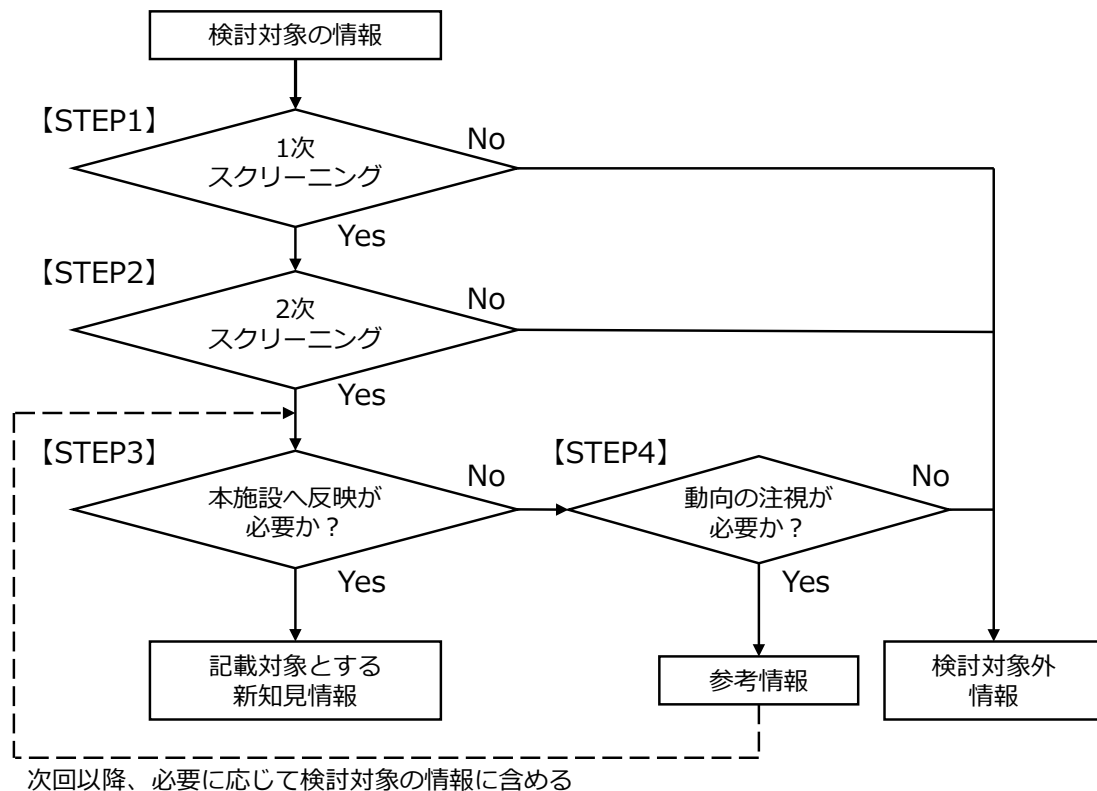 検討対象の情報
【STEP1】
1次
スクリーニング
No
Yes
【STEP2】
2次
スクリーニング
No
Yes
【STEP3】
本施設へ反映が
必要か？
No
Yes
【STEP4】
動向の注視が
必要か？
No
Yes
記載対象とする
新知見情報
参考情報
検討対象外
情報
次回以降、必要に応じて検討対象の情報に含める